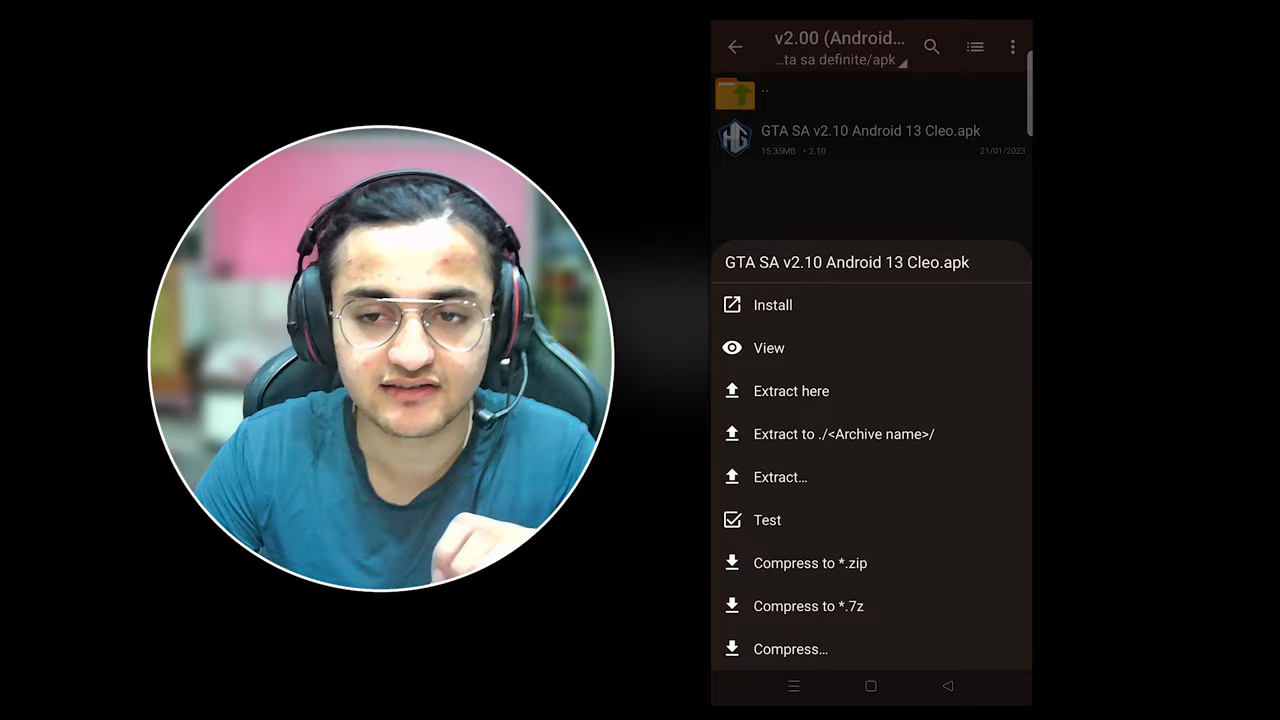 v2.00 (Android...
...ta sa definite/apk
..
GTA SA v2.10 Android 13 Cleo.apk
15.35MB • 2.10
21/01/2023
GTA SA v2.10 Android 13 Cleo.apk
Install
View
Extract here
Extract to ./<Archive name>/
Extract...
Test
Compress to *.zip
Compress to *.7z
Compress...